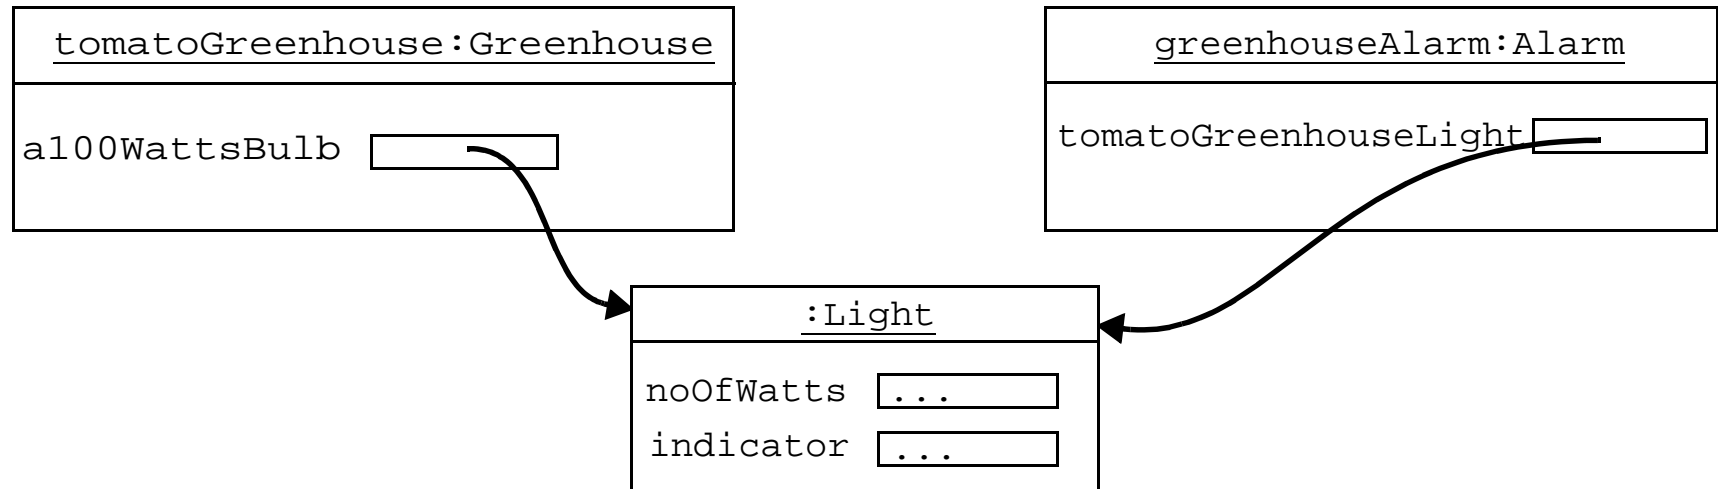 tomatoGreenhouse:Greenhouse
greenhouseAlarm:Alarm
a100WattsBulb
tomatoGreenhouseLight
:Light
noOfWatts ...
indicator ...